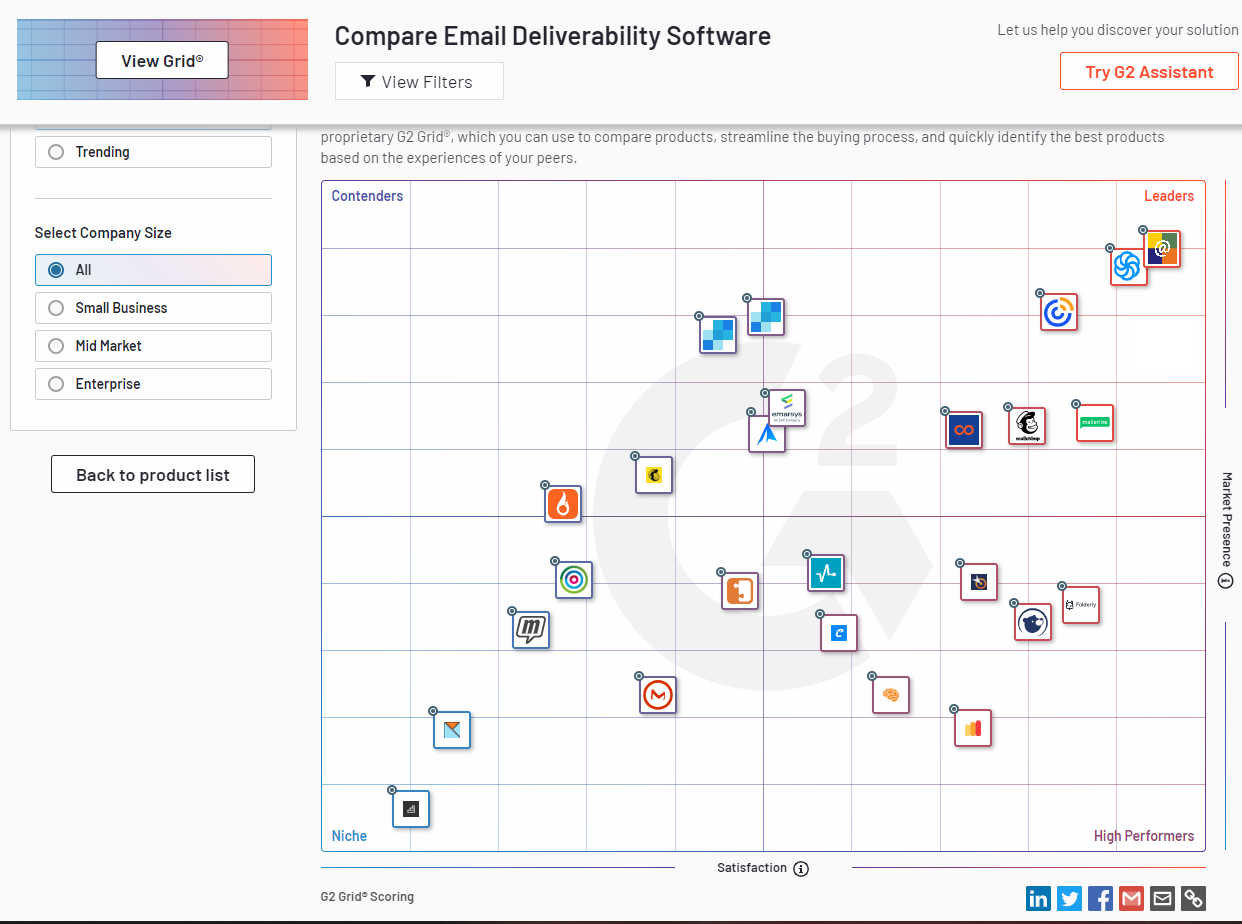 View Grid®
Compare Email Deliverability Software
View Filters
Let us help you discover your solution
Try G2 Assistant
Trending
Select Company Size
All
Small Business
Mid Market
Enterprise
Back to product list
proprietary G2 Grid®, which you can use to compare products, streamline the buying process, and quickly identify the best products
based on the experiences of your peers.
Contenders
Leaders
@
emarsys
mailchimp
mailerlite
Folderly
G2
Niche
High Performers
Market Presence
Satisfaction
G2 Grid® Scoring